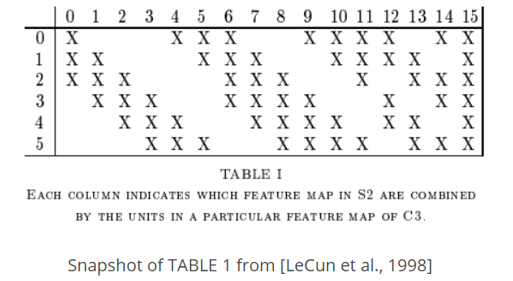 0 1 2 3 4 5 6 7 8 9 10 11 12 13 14 15
0 X X X X X X X X X X
1 X X X X X X X X X X
2 X X X X X X X X X X
3 X X X X X X X X X X
4 X X X X X X X X X X
5 X X X X X X X X X X
TABLE I
Each column indicates which feature map in S2 are combined
by the units in a particular feature map of C3.
Snapshot of TABLE 1 from [LeCun et al., 1998]